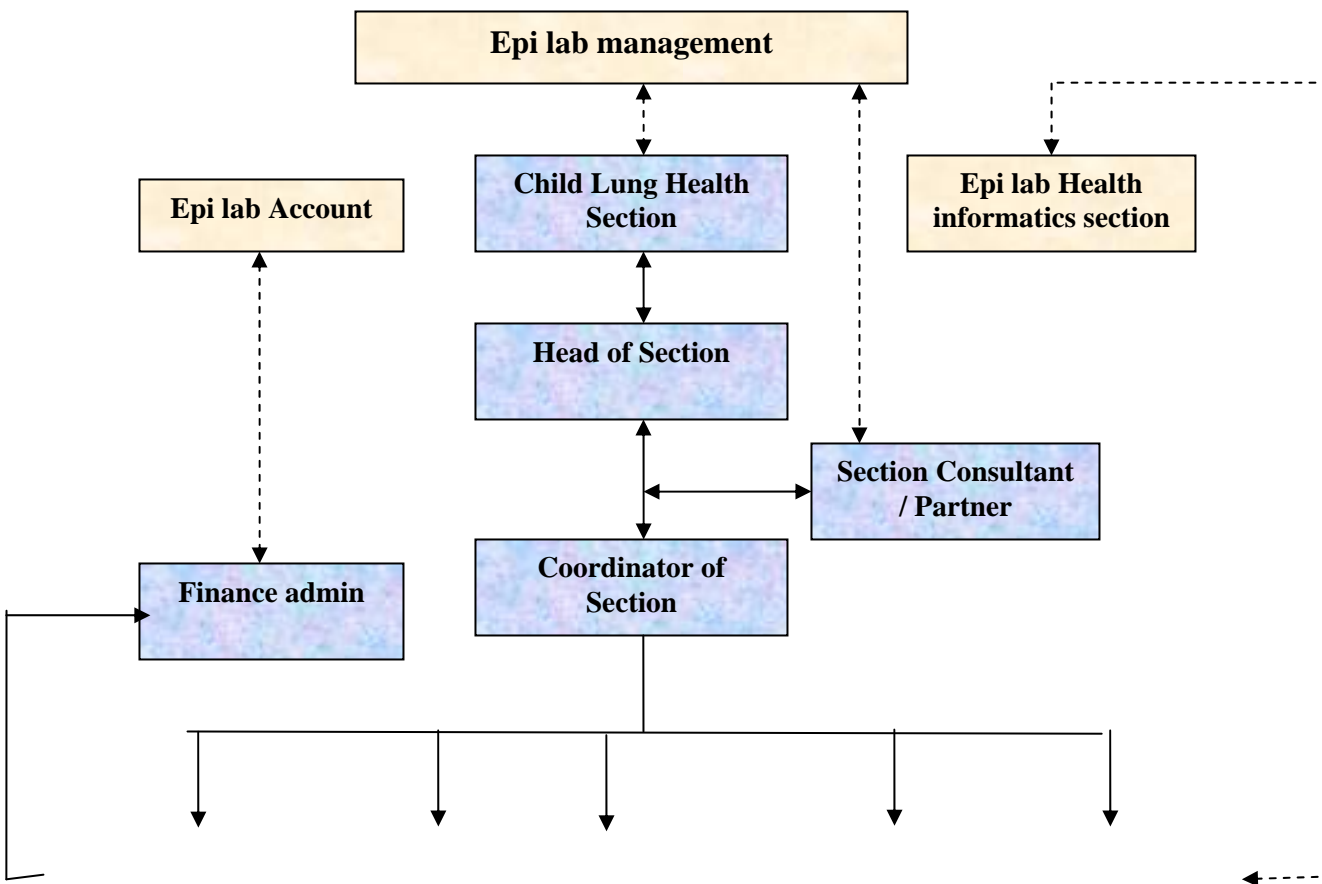 Epi lab management
Child Lung Health
Section
Epi lab Account
Epi lab Health
informatics section
Head of Section
Section Consultant
/ Partner
Finance admin
Coordinator of
Section